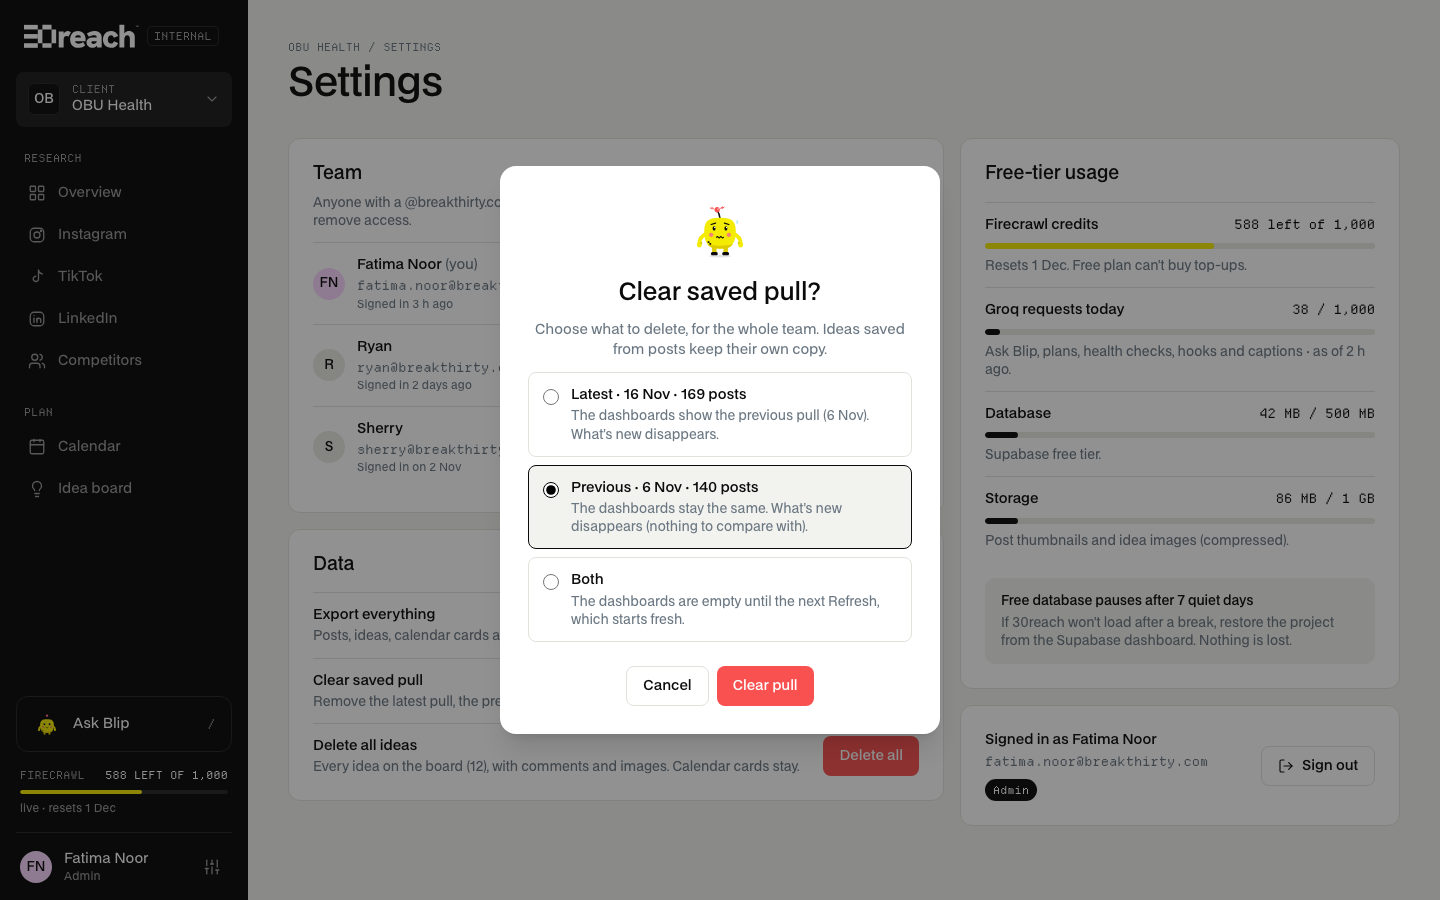 30reach
INTERNAL
OB
CLIENT
OBU Health
RESEARCH
Overview
Instagram
TikTok
LinkedIn
Competitors
PLAN
Calendar
Idea board
Ask Blip
/
FIRECRAWL 588 LEFT OF 1,000
live · resets 1 Dec
FN
Fatima Noor
Admin
OBU HEALTH / SETTINGS
Settings
Team
Anyone with a @breakthirty.co
remove access.
FN
Fatima Noor (you)
fatima.noor@break
Signed in 3 h ago
R
Ryan
ryan@breakthirty.
Signed in 2 days ago
S
Sherry
sherry@breakthirt
Signed in on 2 Nov
Data
Export everything
Posts, ideas, calendar cards a
Clear saved pull
Remove the latest pull, the pre
Delete all ideas
Every idea on the board (12), with comments and images. Calendar cards stay.
Delete all
Clear saved pull?
Choose what to delete, for the whole team. Ideas saved
from posts keep their own copy.
Latest · 16 Nov · 169 posts
The dashboards show the previous pull (6 Nov).
What's new disappears.
Previous · 6 Nov · 140 posts
The dashboards stay the same. What's new
disappears (nothing to compare with).
Both
The dashboards are empty until the next Refresh,
which starts fresh.
Cancel
Clear pull
Free-tier usage
Firecrawl credits 588 left of 1,000
Resets 1 Dec. Free plan can't buy top-ups.
Groq requests today 38 / 1,000
Ask Blip, plans, health checks, hooks and captions · as of 2 h
ago.
Database 42 MB / 500 MB
Supabase free tier.
Storage 86 MB / 1 GB
Post thumbnails and idea images (compressed).
Free database pauses after 7 quiet days
If 30reach won't load after a break, restore the project
from the Supabase dashboard. Nothing is lost.
Signed in as Fatima Noor
fatima.noor@breakthirty.com
Admin
Sign out